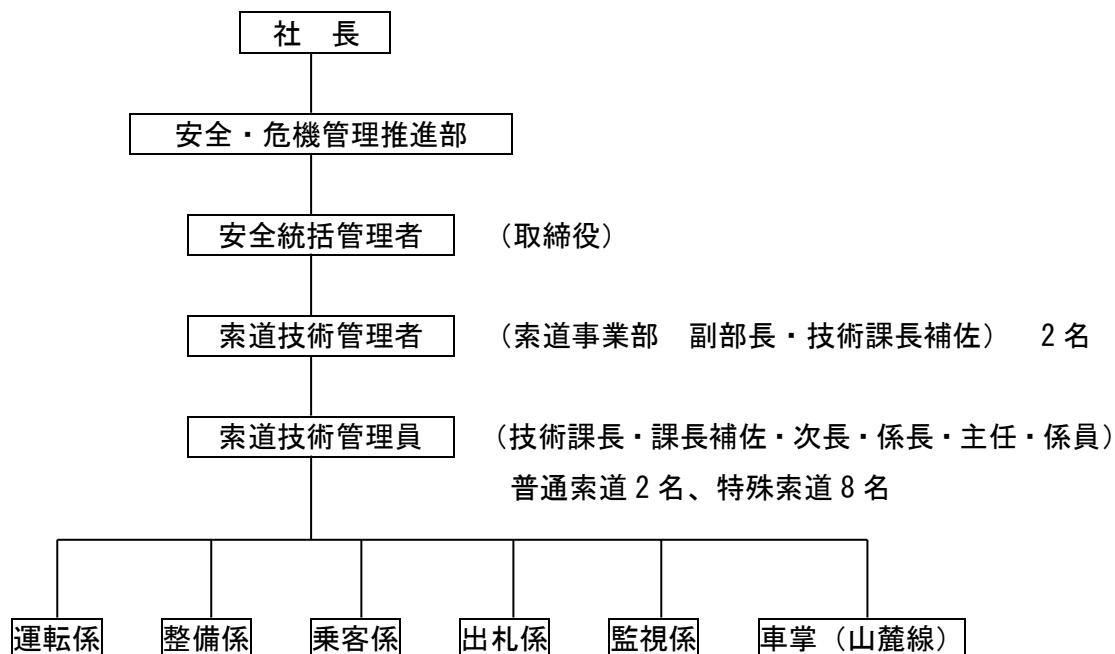 社　長
安全・危機管理推進部
安全統括管理者　（取締役）
索道技術管理者　（索道事業部　副部長・技術課長補佐）　2名
索道技術管理員　（技術課長・課長補佐・次長・係長・主任・係員）
普通索道2名、特殊索道8名
運転係　整備係　乗客係　出札係　監視係　車掌（山麓線）